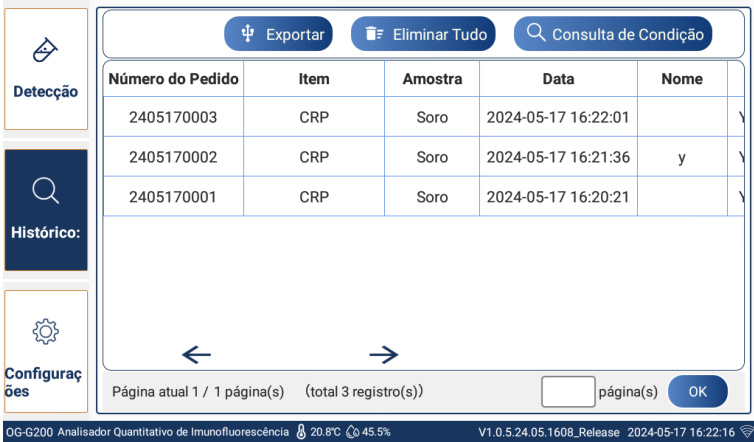 Exportar Eliminar Tudo Consulta de Condição
Detecção
Histórico:
Configuraç
ões
Número do Pedido Item Amostra Data Nome
2405170003 CRP Soro 2024-05-17 16:22:01
2405170002 CRP Soro 2024-05-17 16:21:36 y
2405170001 CRP Soro 2024-05-17 16:20:21
Página atual 1 / 1 página(s) (total 3 registro(s)) página(s) OK
OG-G200 Analisador Quantitativo de Imunofluorescência 20.8℃ 45.5% V1.0.5.24.05.1608_Release 2024-05-17 16:22:16